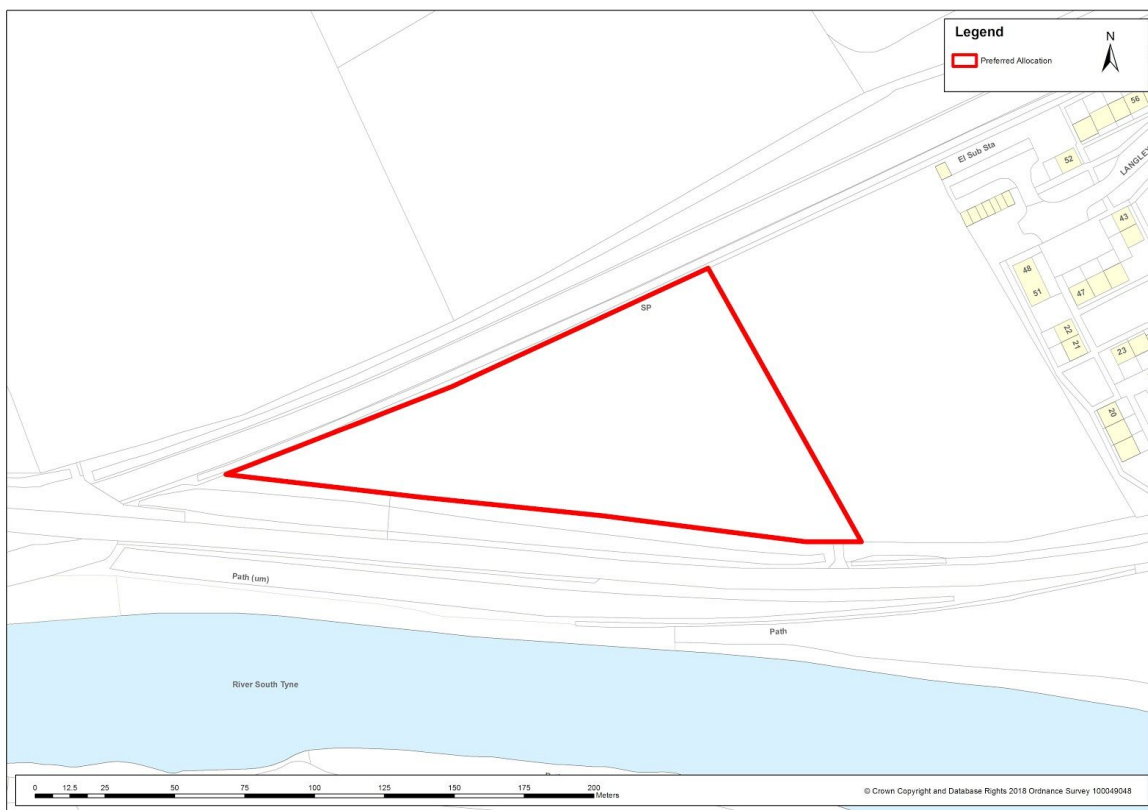 Legend
N
Preferred Allocation
56
El Sub Sta
52
LANGLEY
43
48
51
47
SP
22
21
23
20
Path (um)
Path
River South Tyne
0 12.5 25 50 75 100 125 150 175 200
Meters
© Crown Copyright and Database Rights 2018 Ordnance Survey 100049048